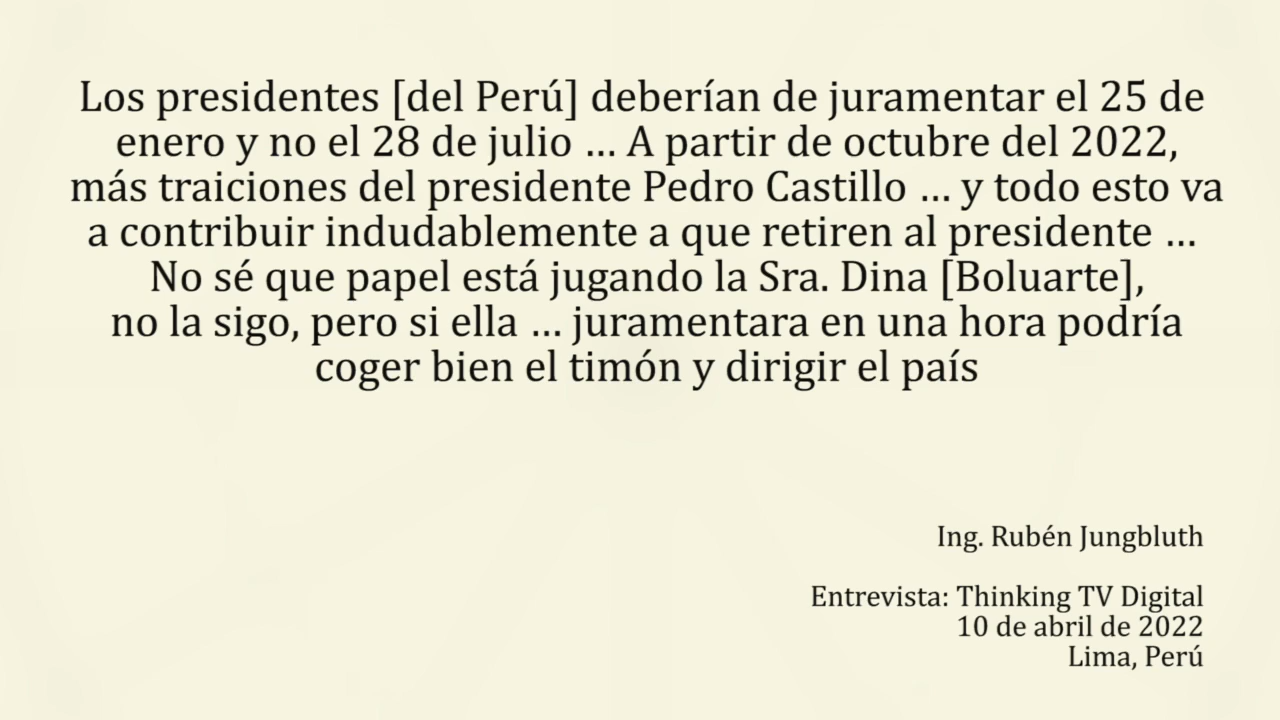 Los presidentes [del Perú] deberían de juramentar el 25 de
enero y no el 28 de julio ... A partir de octubre del 2022,
más traiciones del presidente Pedro Castillo ... y todo esto va
a contribuir indudablemente a que retiren al presidente ...
No sé que papel está jugando la Sra. Dina [Boluarte],
no la sigo, pero si ella ... juramentara en una hora podría
coger bien el timón y dirigir el país
Ing. Rubén Jungbluth
Entrevista: Thinking TV Digital
10 de abril de 2022
Lima, Perú